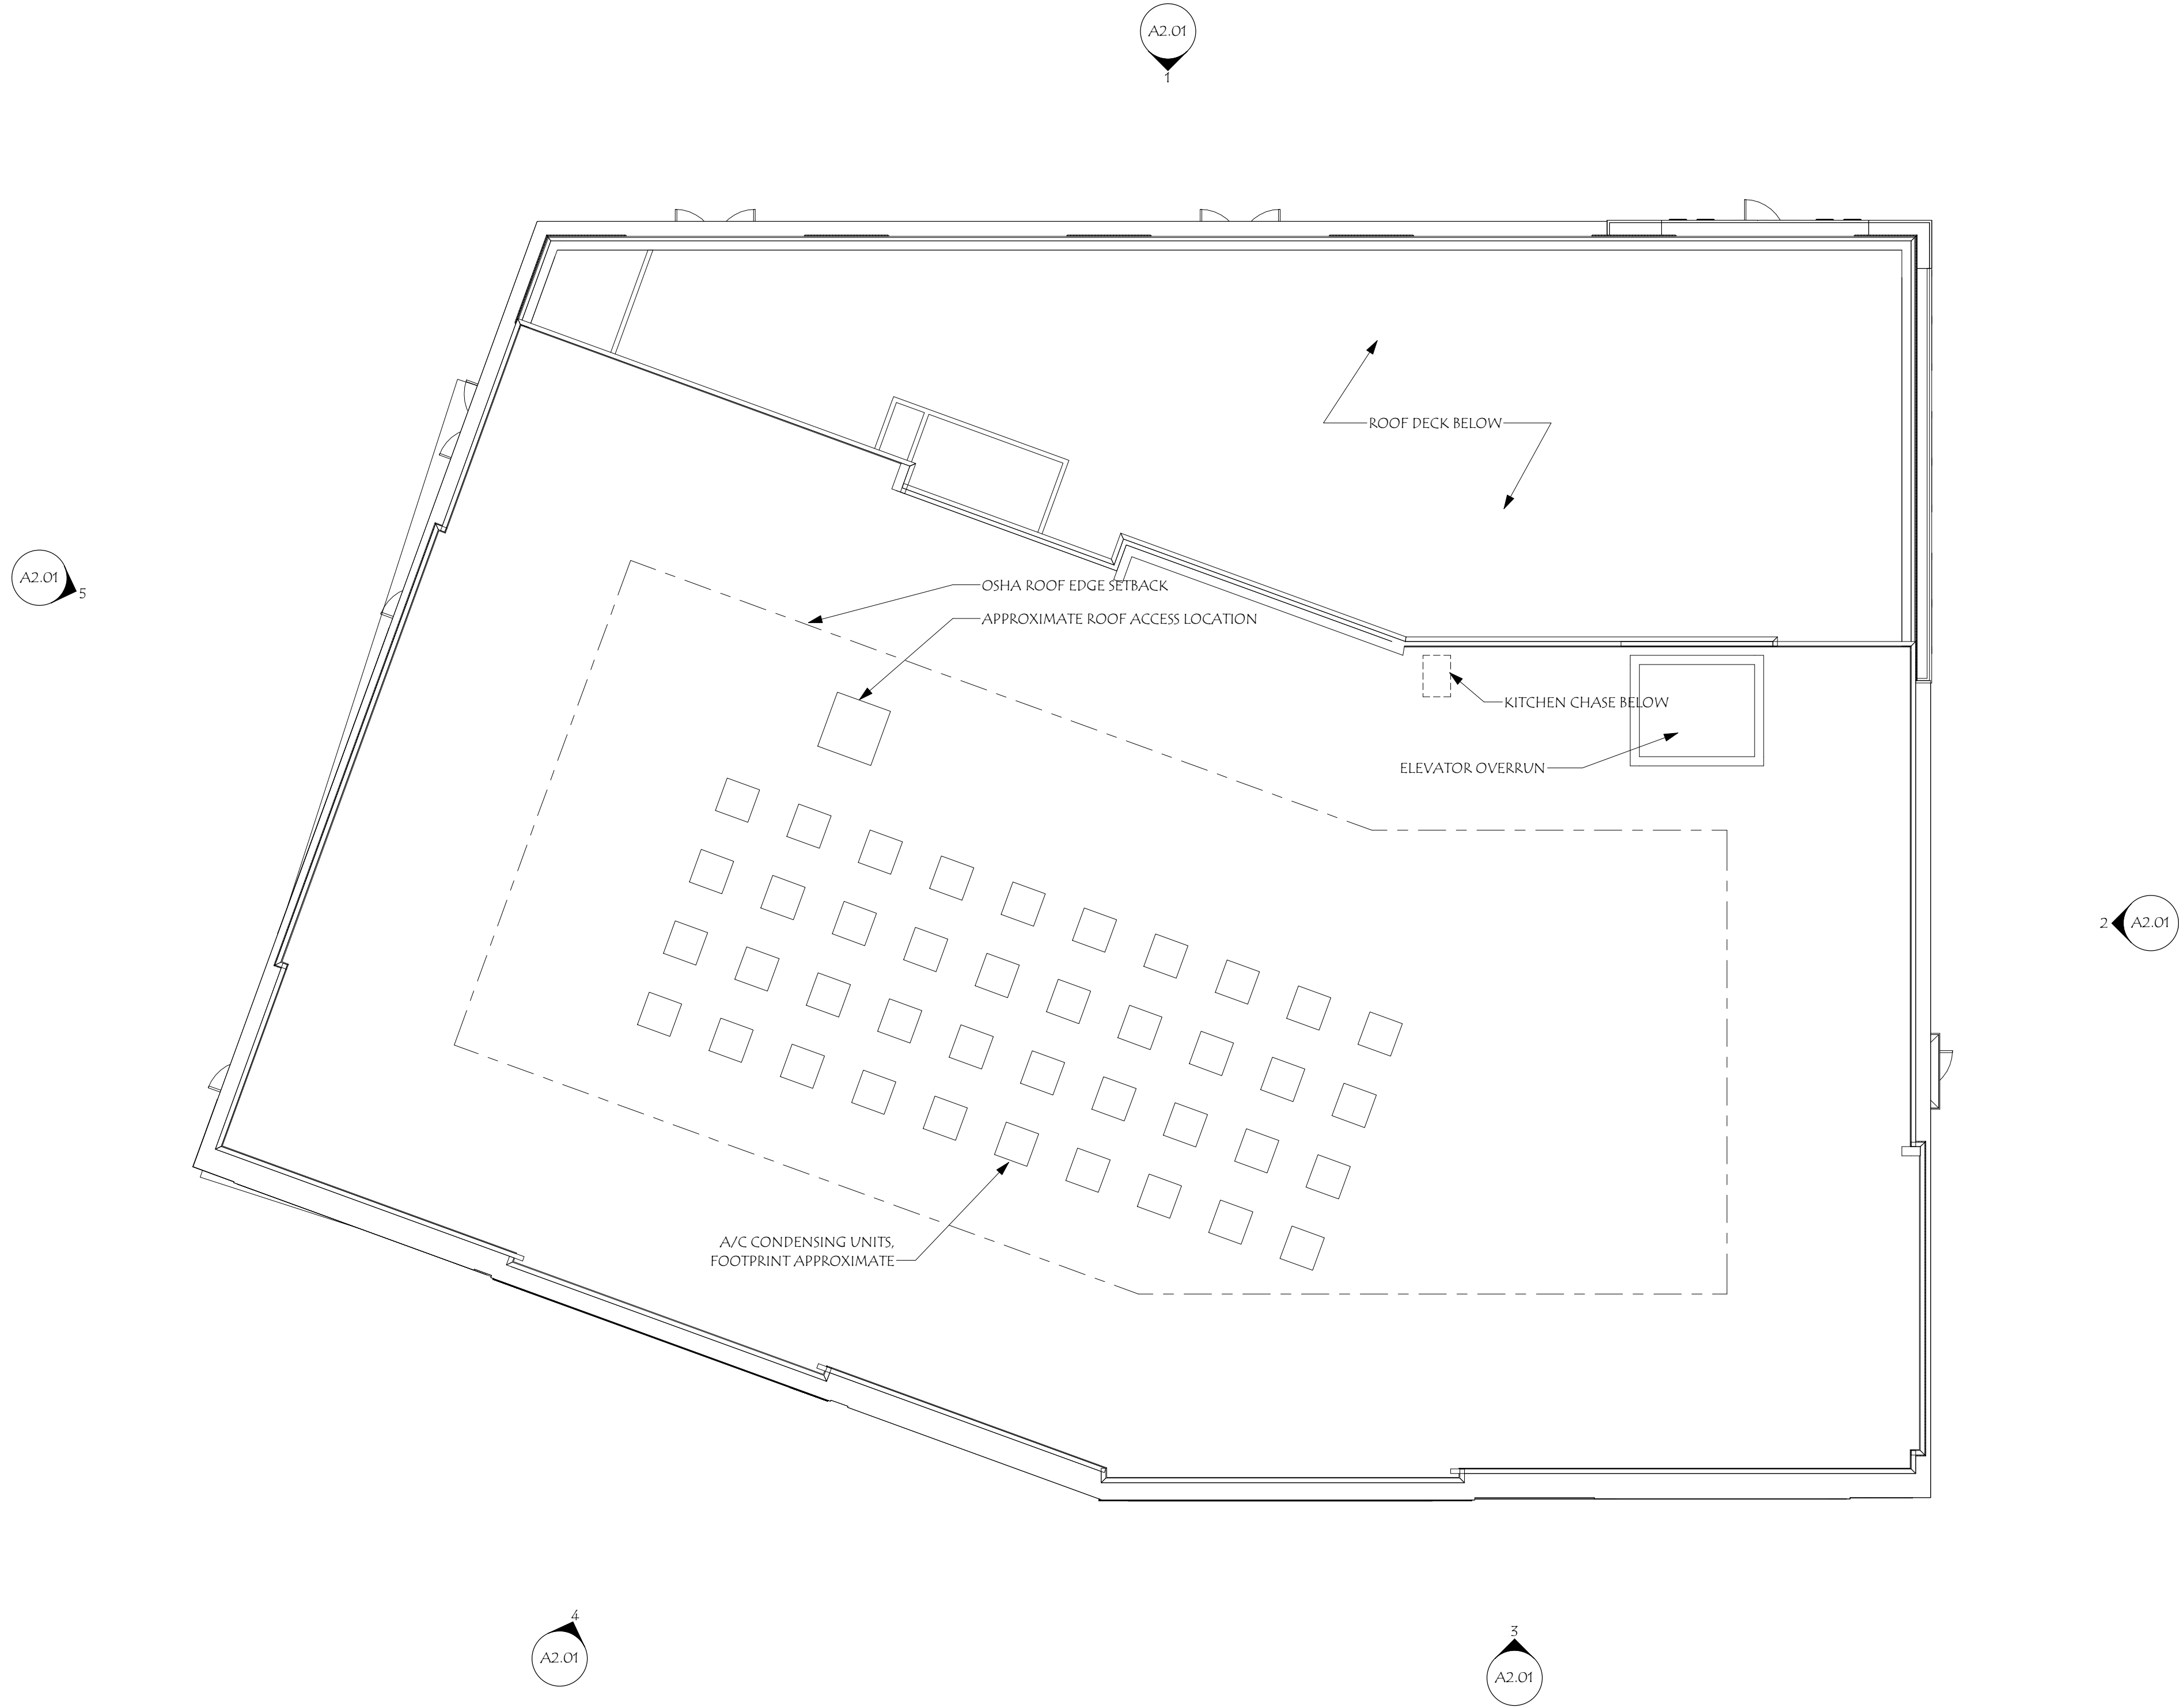 A2.01
1
ROOF DECK BELOW
A2.01
5
OSHA ROOF EDGE SETBACK
APPROXIMATE ROOF ACCESS LOCATION
KITCHEN CHASE BELOW
ELEVATOR OVERRUN
2
A2.01
A/C CONDENSING UNITS,
FOOTPRINT APPROXIMATE
4
A2.01
3
A2.01